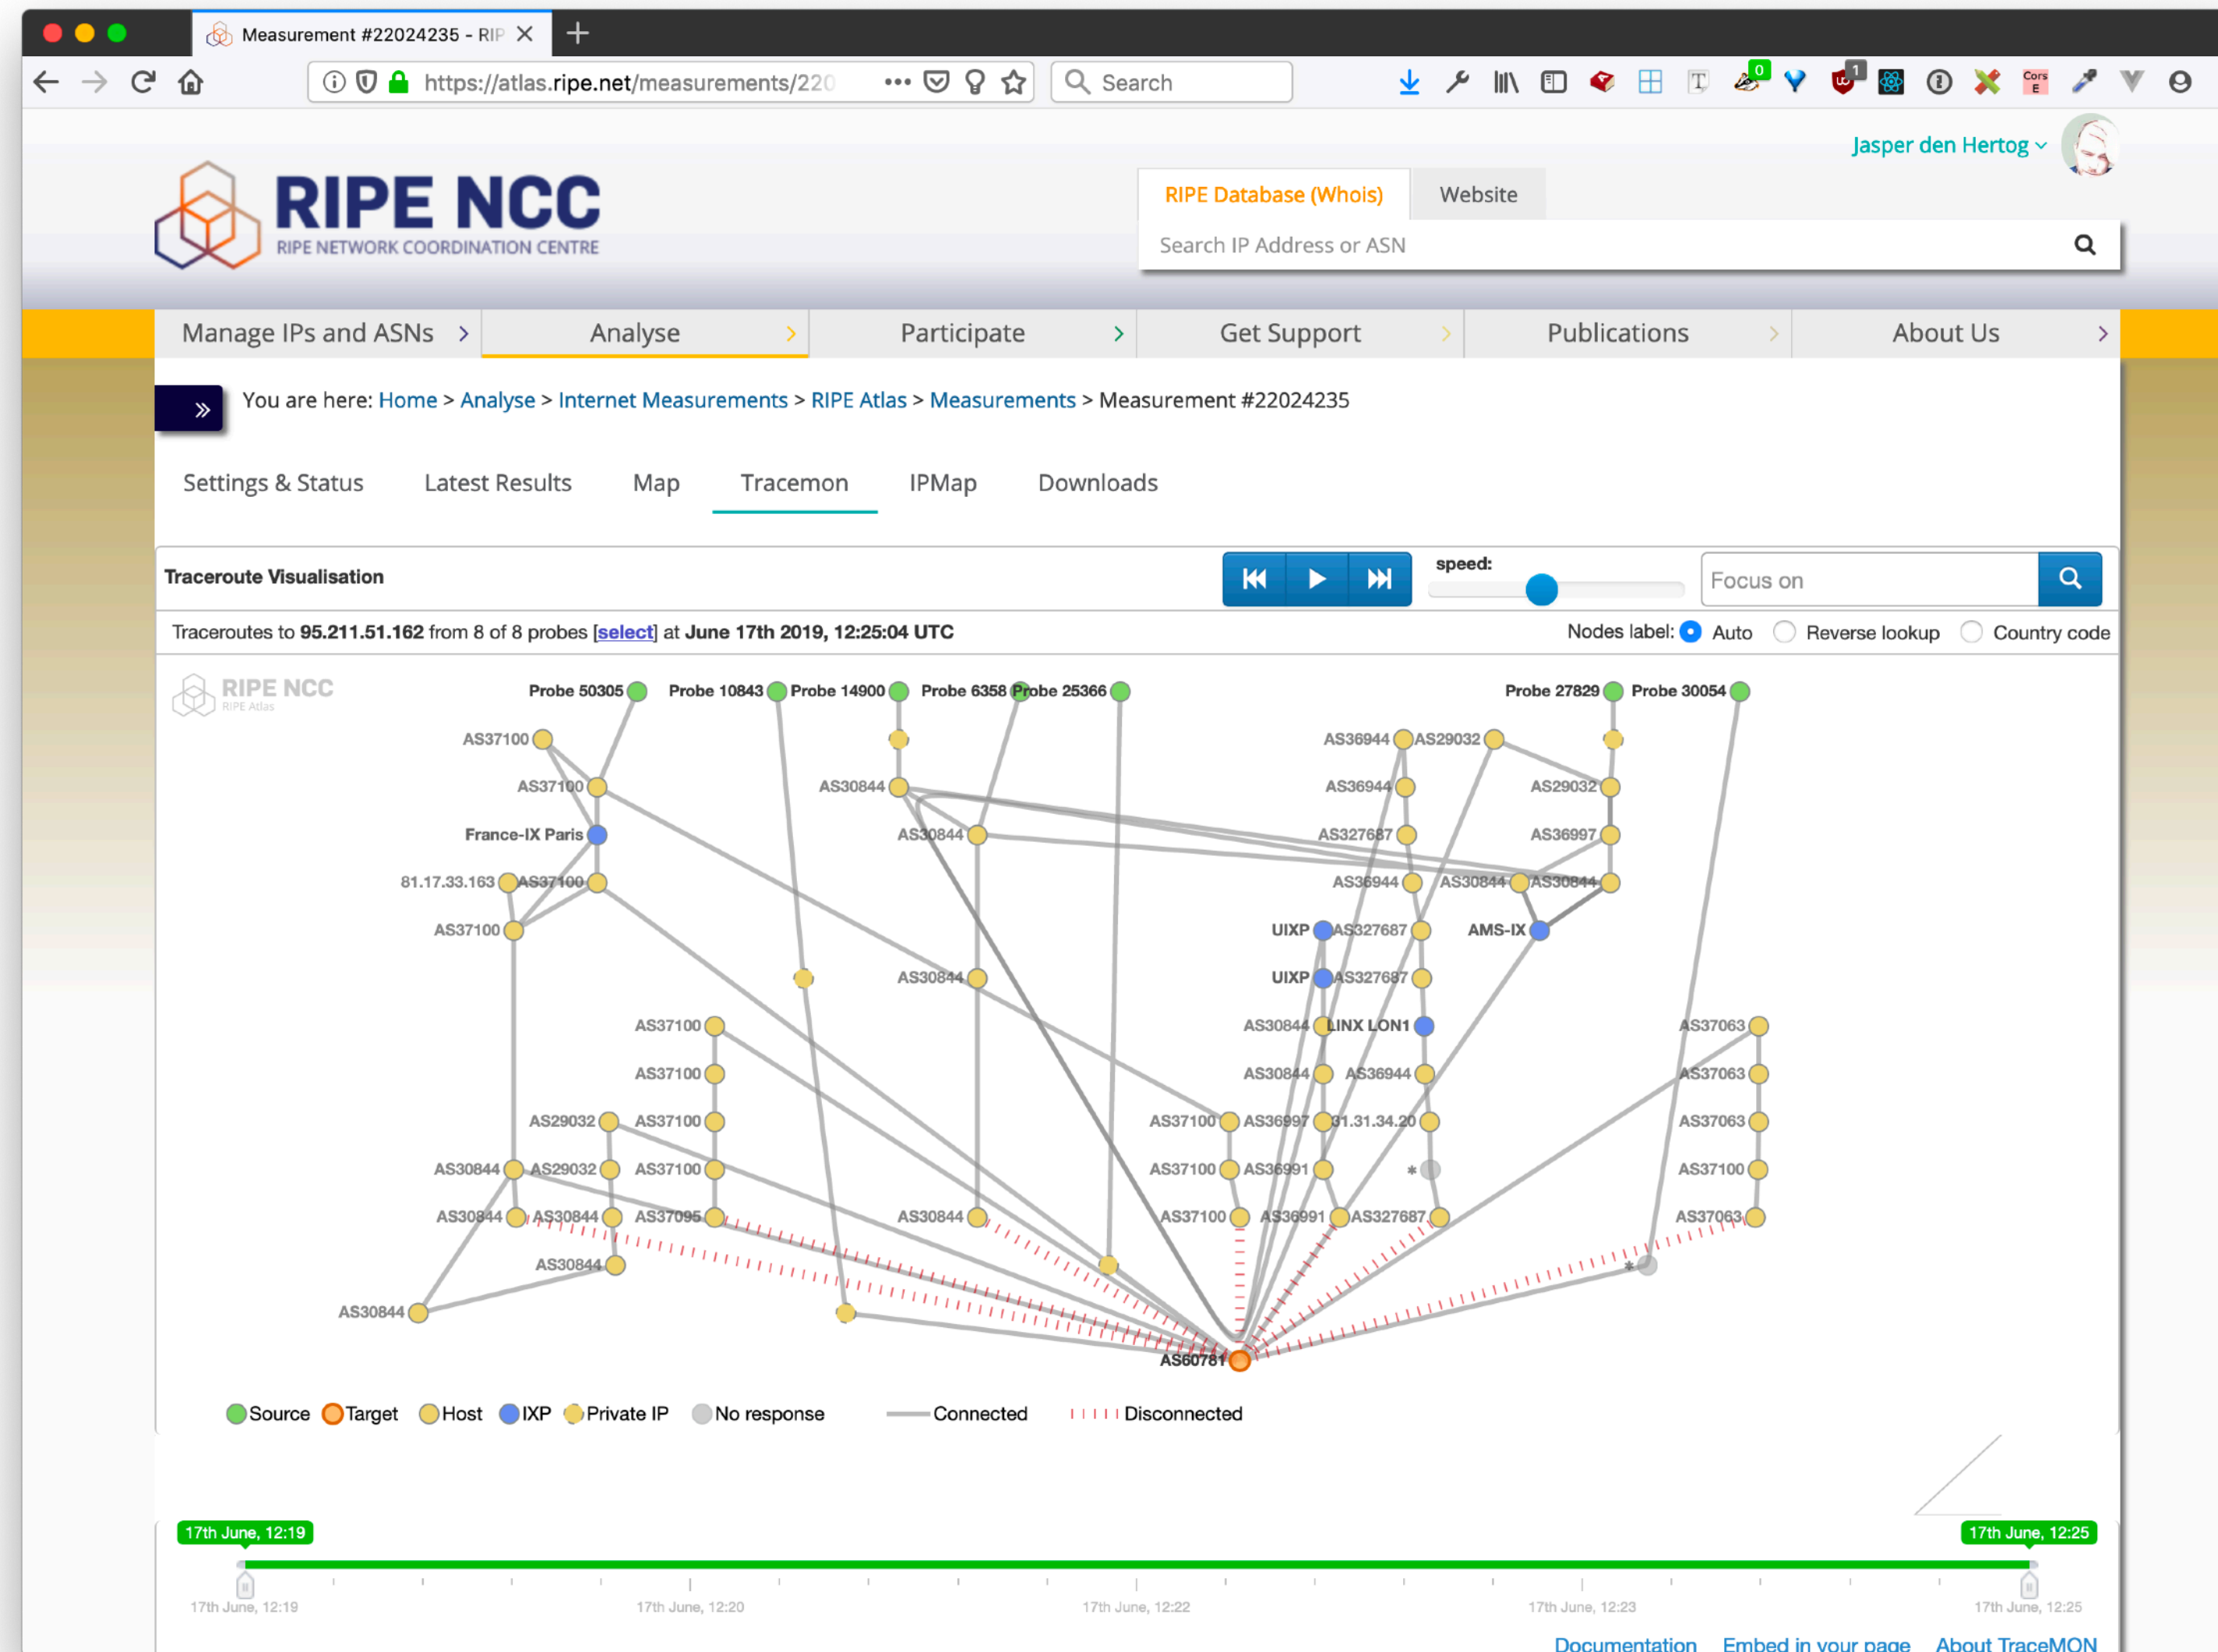 Measurement #22024235 - RIP
https://atlas.ripe.net/measurements/220
Search
0
1
Cors E
Jasper den Hertog
RIPE NCC
RIPE NETWORK COORDINATION CENTRE
RIPE Database (Whois) Website
Search IP Address or ASN
Manage IPs and ASNs Analyse Participate Get Support Publications About Us
You are here: Home > Analyse > Internet Measurements > RIPE Atlas > Measurements > Measurement #22024235
Settings & Status Latest Results Map Tracemon IPMap Downloads
Traceroute Visualisation
speed:
Focus on
Traceroutes to 95.211.51.162 from 8 of 8 probes [select] at June 17th 2019, 12:25:04 UTC
Nodes label: Auto Reverse lookup Country code
RIPE NCC
RIPE Atlas
Probe 50305 Probe 10843 Probe 14900 Probe 6358 Probe 25366 Probe 27829 Probe 30054
AS37100 AS36944 AS29032
AS37100 AS30844 AS36944 AS29032
France-IX Paris AS30844 AS327687 AS36997
81.17.33.163 AS37100 AS36944 AS30844 AS30844
AS37100 UIXP AS327687 AMS-IX
AS30844 UIXP AS327687
AS37100 AS30844 LINX LON1 AS37063
AS37100 AS30844 AS36944 AS37063
AS29032 AS37100 AS37100 AS36997 31.31.34.20 AS37063
AS30844 AS29032 AS37100 AS37100 AS36991 * AS37100
AS30844 AS30844 AS37095 AS30844 AS37100 AS36991 AS327687 AS37063
AS30844 *
AS30844
AS60781
Source Target Host IXP Private IP No response Connected Disconnected
17th June, 12:19 17th June, 12:25
17th June, 12:19 17th June, 12:20 17th June, 12:22 17th June, 12:23 17th June, 12:25
Documentation Embed in your page About TraceMON